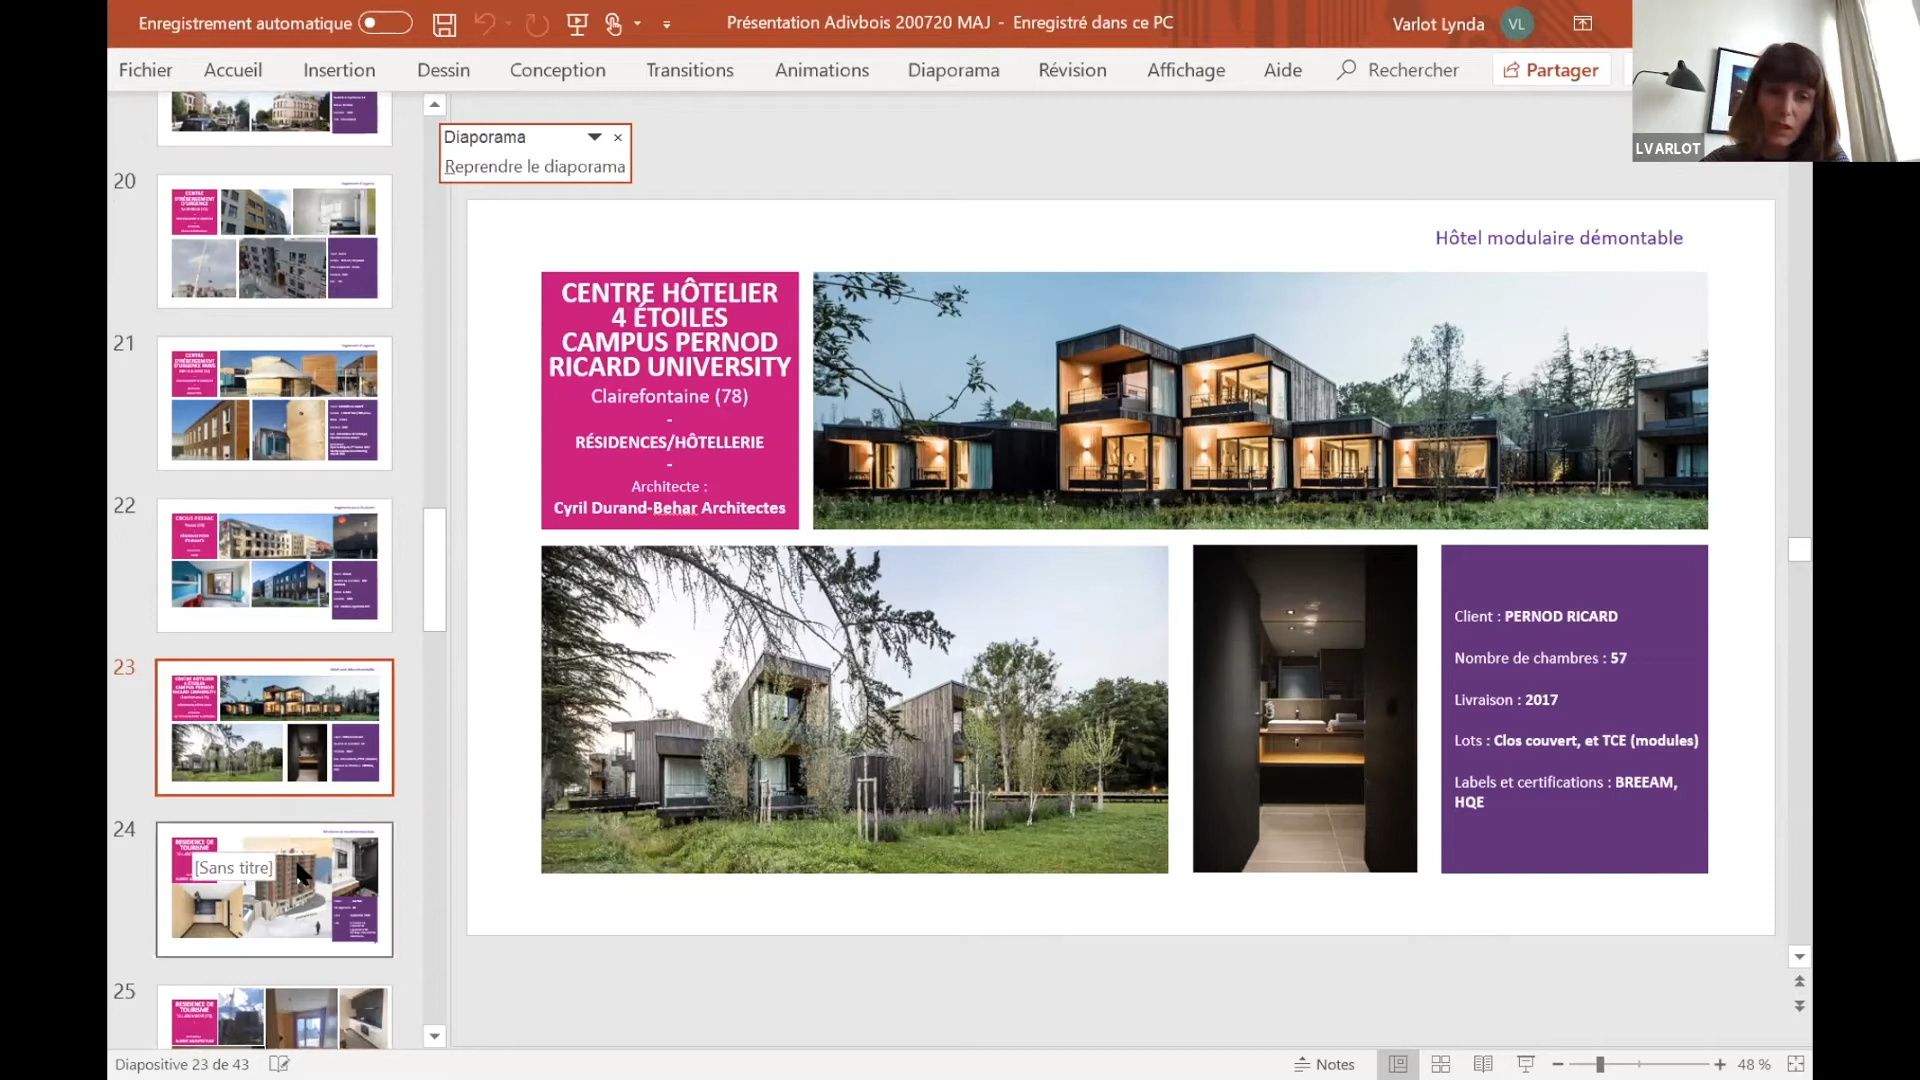 Enregistrement automatique
Présentation Adivbois 200720 MAJ - Enregistré dans ce PC
Varlot Lynda
VL
Fichier Accueil Insertion Dessin Conception Transitions Animations Diaporama Révision Affichage Aide Rechercher Partager
LVARLOT
Diaporama
Reprendre le diaporama
20
21
22
23
24
[Sans titre]
25
Hôtel modulaire démontable
CENTRE HÔTELIER
4 ÉTOILES
CAMPUS PERNOD
RICARD UNIVERSITY
Clairefontaine (78)
-
RÉSIDENCES/HÔTELLERIE
-
Architecte :
Cyril Durand-Behar Architectes
Client : PERNOD RICARD
Nombre de chambres : 57
Livraison : 2017
Lots : Clos couvert, et TCE (modules)
Labels et certifications : BREEAM,
HQE
Diapositive 23 de 43
Notes
48 %